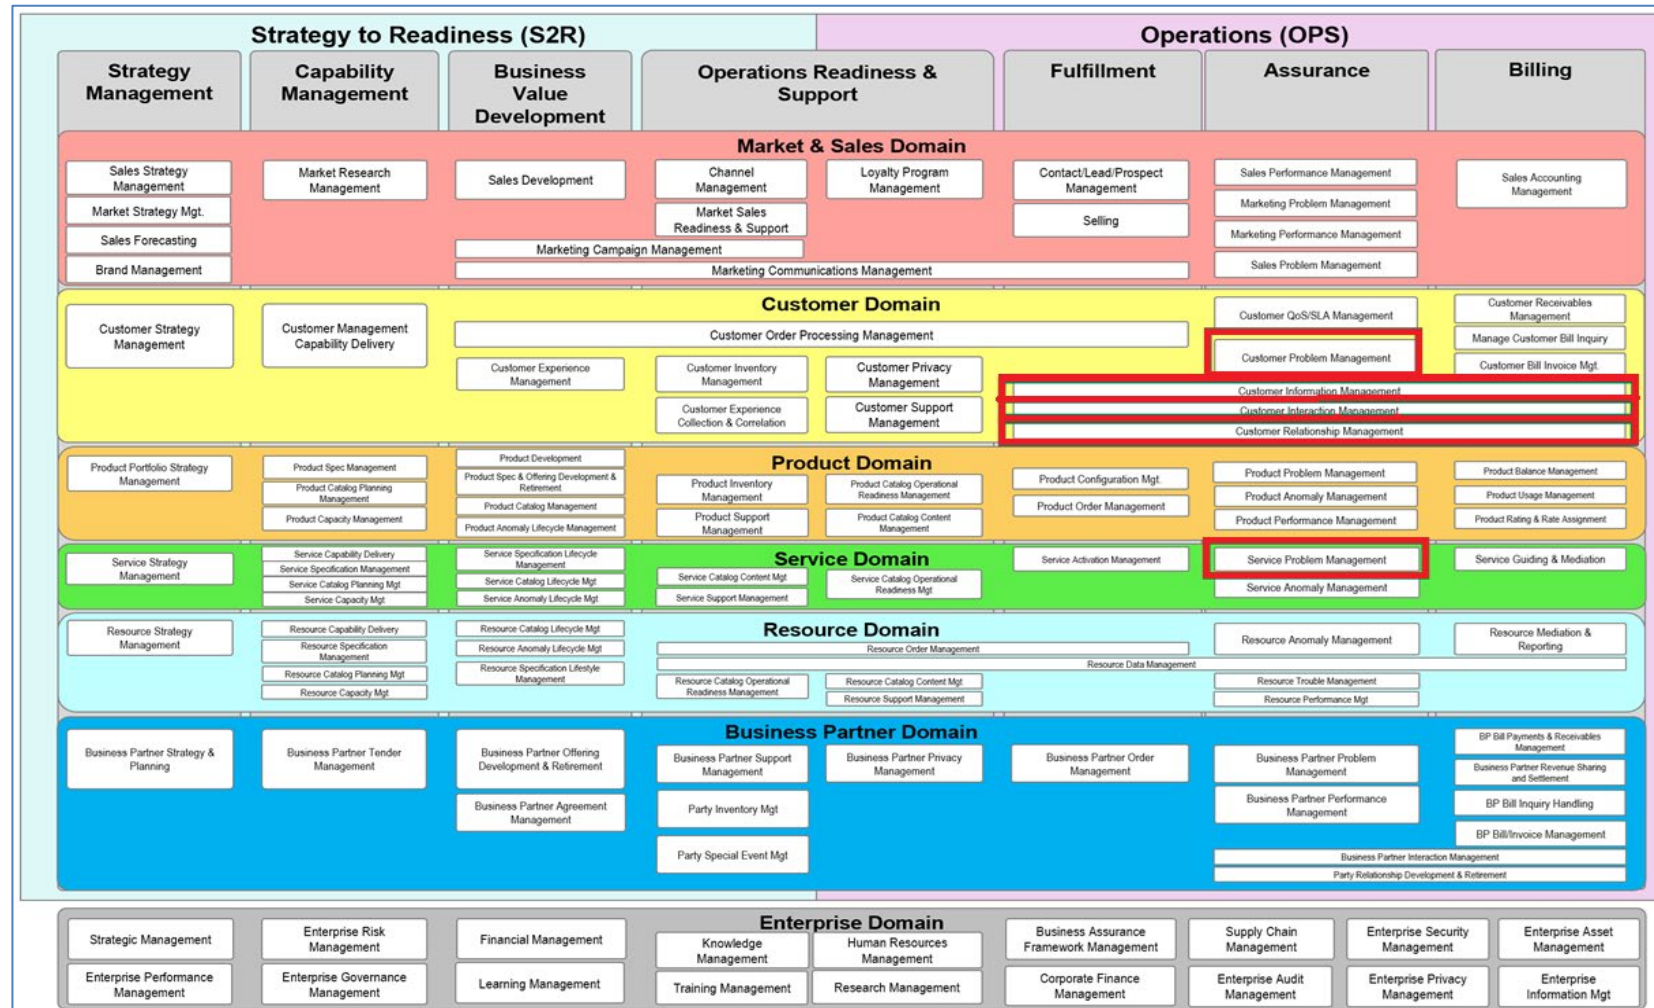 Strategy to Readiness (S2R)
Operations (OPS)
Strategy
Management
Capability
Management
Business
Value
Development
Operations Readiness &
Support
Fulfillment
Assurance
Billing
Market & Sales Domain
Sales Strategy
Management
Market Strategy Mgt.
Sales Forecasting
Brand Management
Market Research
Management
Sales Development
Channel
Management
Loyalty Program
Management
Market Sales
Readiness & Support
Marketing Campaign Management
Marketing Communications Management
Contact/Lead/Prospect
Management
Selling
Sales Performance Management
Marketing Problem Management
Marketing Performance Management
Sales Problem Management
Sales Accounting
Management
Customer Domain
Customer Strategy
Management
Customer Management
Capability Delivery
Customer Order Processing Management
Customer Experience
Management
Customer Inventory
Management
Customer Privacy
Management
Customer Experience
Collection & Correlation
Customer Support
Management
Customer QoS/SLA Management
Customer Problem Management
Customer Receivables
Management
Manage Customer Bill Inquiry
Customer Bill Invoice Mgt.
Customer Information Management
Customer Interaction Management
Customer Relationship Management
Product Domain
Product Portfolio Strategy
Management
Product Spec Management
Product Catalog Planning
Management
Product Capacity Management
Product Development
Product Spec & Offering Development &
Retirement
Product Catalog Management
Product Anomaly Lifecycle Management
Product Inventory
Management
Product Catalog Operational
Readiness Management
Product Support
Management
Product Catalog Content
Management
Product Configuration Mgt.
Product Order Management
Product Problem Management
Product Anomaly Management
Product Performance Management
Product Balance Management
Product Usage Management
Product Rating & Rate Assignment
Service Domain
Service Strategy
Management
Service Capability Delivery
Service Specification Management
Service Catalog Planning Mgt
Service Capacity Mgt
Service Specification Lifecycle
Management
Service Catalog Lifecycle Mgt
Service Anomaly Lifecycle Mgt
Service Catalog Content Mgt
Service Support Management
Service Catalog Operational
Readiness Mgt
Service Activation Management
Service Problem Management
Service Anomaly Management
Service Guiding & Mediation
Resource Domain
Resource Strategy
Management
Resource Capability Delivery
Resource Specification
Management
Resource Catalog Planning Mgt
Resource Capacity Mgt
Resource Catalog Lifecycle Mgt
Resource Anomaly Lifecycle Mgt
Resource Specification Lifestyle
Management
Resource Order Management
Resource Data Management
Resource Catalog Operational
Readiness Management
Resource Catalog Content Mgt
Resource Support Management
Resource Anomaly Management
Resource Trouble Management
Resource Performance Mgt
Resource Mediation &
Reporting
Business Partner Domain
Business Partner Strategy &
Planning
Business Partner Tender
Management
Business Partner Offering
Development & Retirement
Business Partner Agreement
Management
Business Partner Support
Management
Business Partner Privacy
Management
Party Inventory Mgt
Party Special Event Mgt
Business Partner Order
Management
Business Partner Problem
Management
Business Partner Performance
Management
BP Bill Payments & Receivables
Management
Business Partner Revenue Sharing
and Settlement
BP Bill Inquiry Handling
BP Bill/Invoice Management
Business Partner Interaction Management
Party Relationship Development & Retirement
Enterprise Domain
Strategic Management
Enterprise Risk
Management
Financial Management
Knowledge
Management
Human Resources
Management
Business Assurance
Framework Management
Supply Chain
Management
Enterprise Security
Management
Enterprise Asset
Management
Enterprise Performance
Management
Enterprise Governance
Management
Learning Management
Training Management
Research Management
Corporate Finance
Management
Enterprise Audit
Management
Enterprise Privacy
Management
Enterprise
Information Mgt